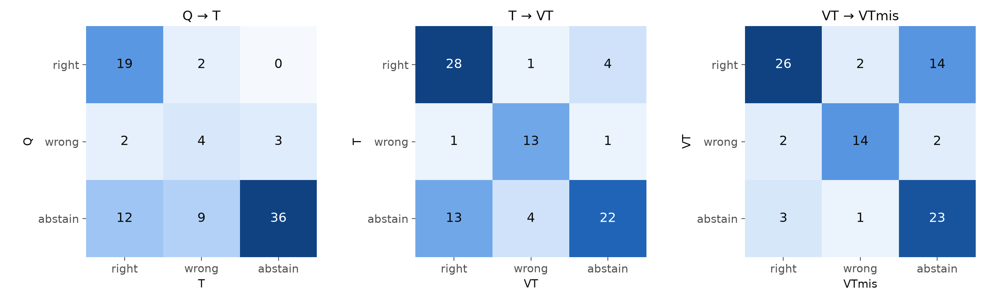 Q → T
Q
right
19
2
0
wrong
2
4
3
abstain
12
9
36
right
wrong
abstain
T
T → VT
T
right
28
1
4
wrong
1
13
1
abstain
13
4
22
right
wrong
abstain
VT
VT → VTmis
VT
right
26
2
14
wrong
2
14
2
abstain
3
1
23
right
wrong
abstain
VTmis